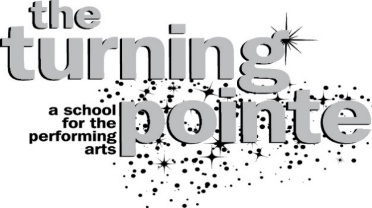 the
turning
pointe
a school
for the
performing
arts